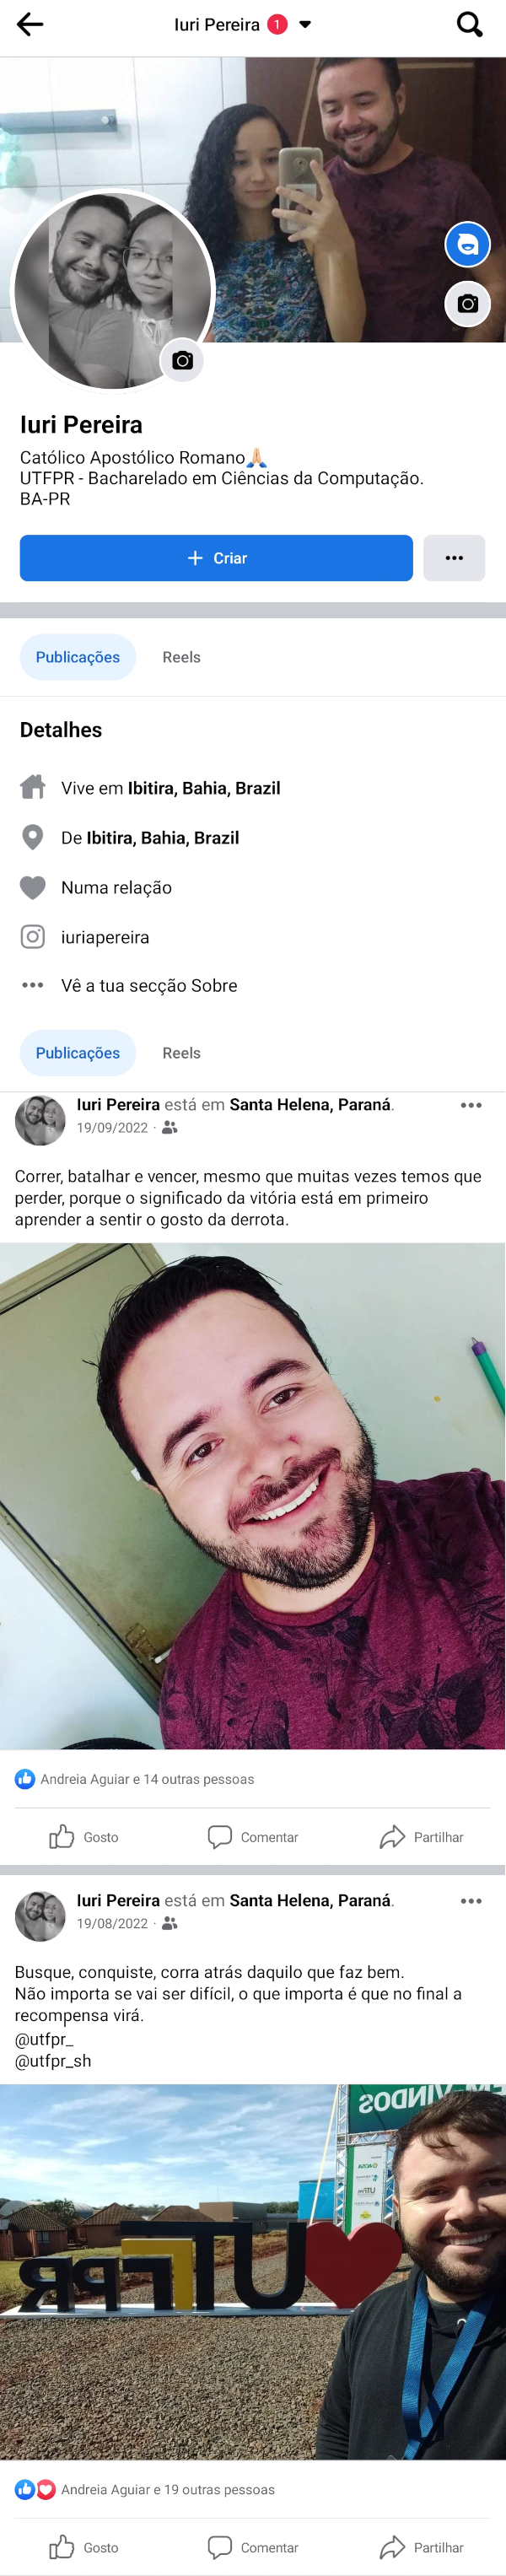 Iuri Pereira 1
Iuri Pereira
Católico Apostólico Romano🙏🏼
UTFPR - Bacharelado em Ciências da Computação.
BA-PR
+ Criar
Publicações Reels
Detalhes
Vive em Ibitira, Bahia, Brazil
De Ibitira, Bahia, Brazil
Numa relação
iuriapereira
Vê a tua secção Sobre
Publicações Reels
Iuri Pereira está em Santa Helena, Paraná.
19/09/2022
Correr, batalhar e vencer, mesmo que muitas vezes temos que
perder, porque o significado da vitória está em primeiro
aprender a sentir o gosto da derrota.
Andreia Aguiar e 14 outras pessoas
Gosto Comentar Partilhar
Iuri Pereira está em Santa Helena, Paraná.
19/08/2022
Busque, conquiste, corra atrás daquilo que faz bem.
Não importa se vai ser difícil, o que importa é que no final a
recompensa virá.
@utfpr_
@utfpr_sh
VINDOS
UTFPR
Andreia Aguiar e 19 outras pessoas
Gosto Comentar Partilhar